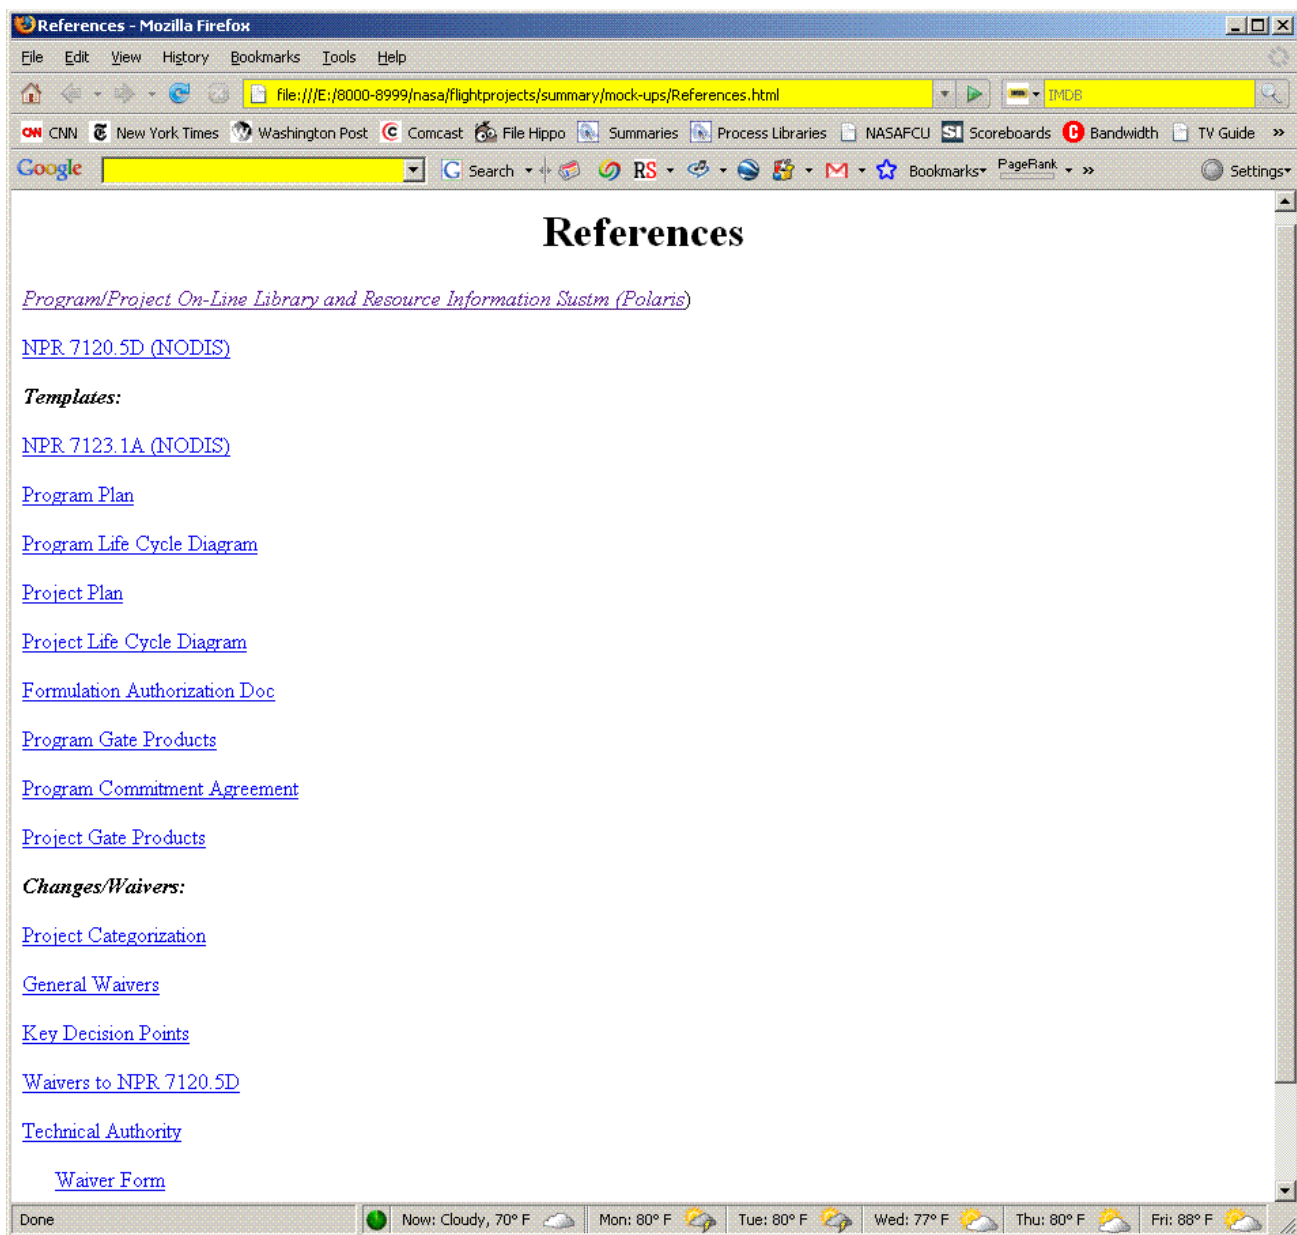 References - Mozilla Firefox
File Edit View History Bookmarks Tools Help
file:///E:/8000-8999/nasa/flightprojects/summary/mock-ups/References.html IMDB
CNN New York Times Washington Post Comcast File Hippo Summaries Process Libraries NASAFCU SI Scoreboards Bandwidth TV Guide »
Google G Search RS Bookmarks PageRank » Settings
References
Program/Project On-Line Library and Resource Information Sustm (Polaris)
NPR 7120.5D (NODIS)
Templates:
NPR 7123.1A (NODIS)
Program Plan
Program Life Cycle Diagram
Project Plan
Project Life Cycle Diagram
Formulation Authorization Doc
Program Gate Products
Program Commitment Agreement
Project Gate Products
Changes/Waivers:
Project Categorization
General Waivers
Key Decision Points
Waivers to NPR 7120.5D
Technical Authority
Waiver Form
Done Now: Cloudy, 70° F Mon: 80° F Tue: 80° F Wed: 77° F Thu: 80° F Fri: 88° F